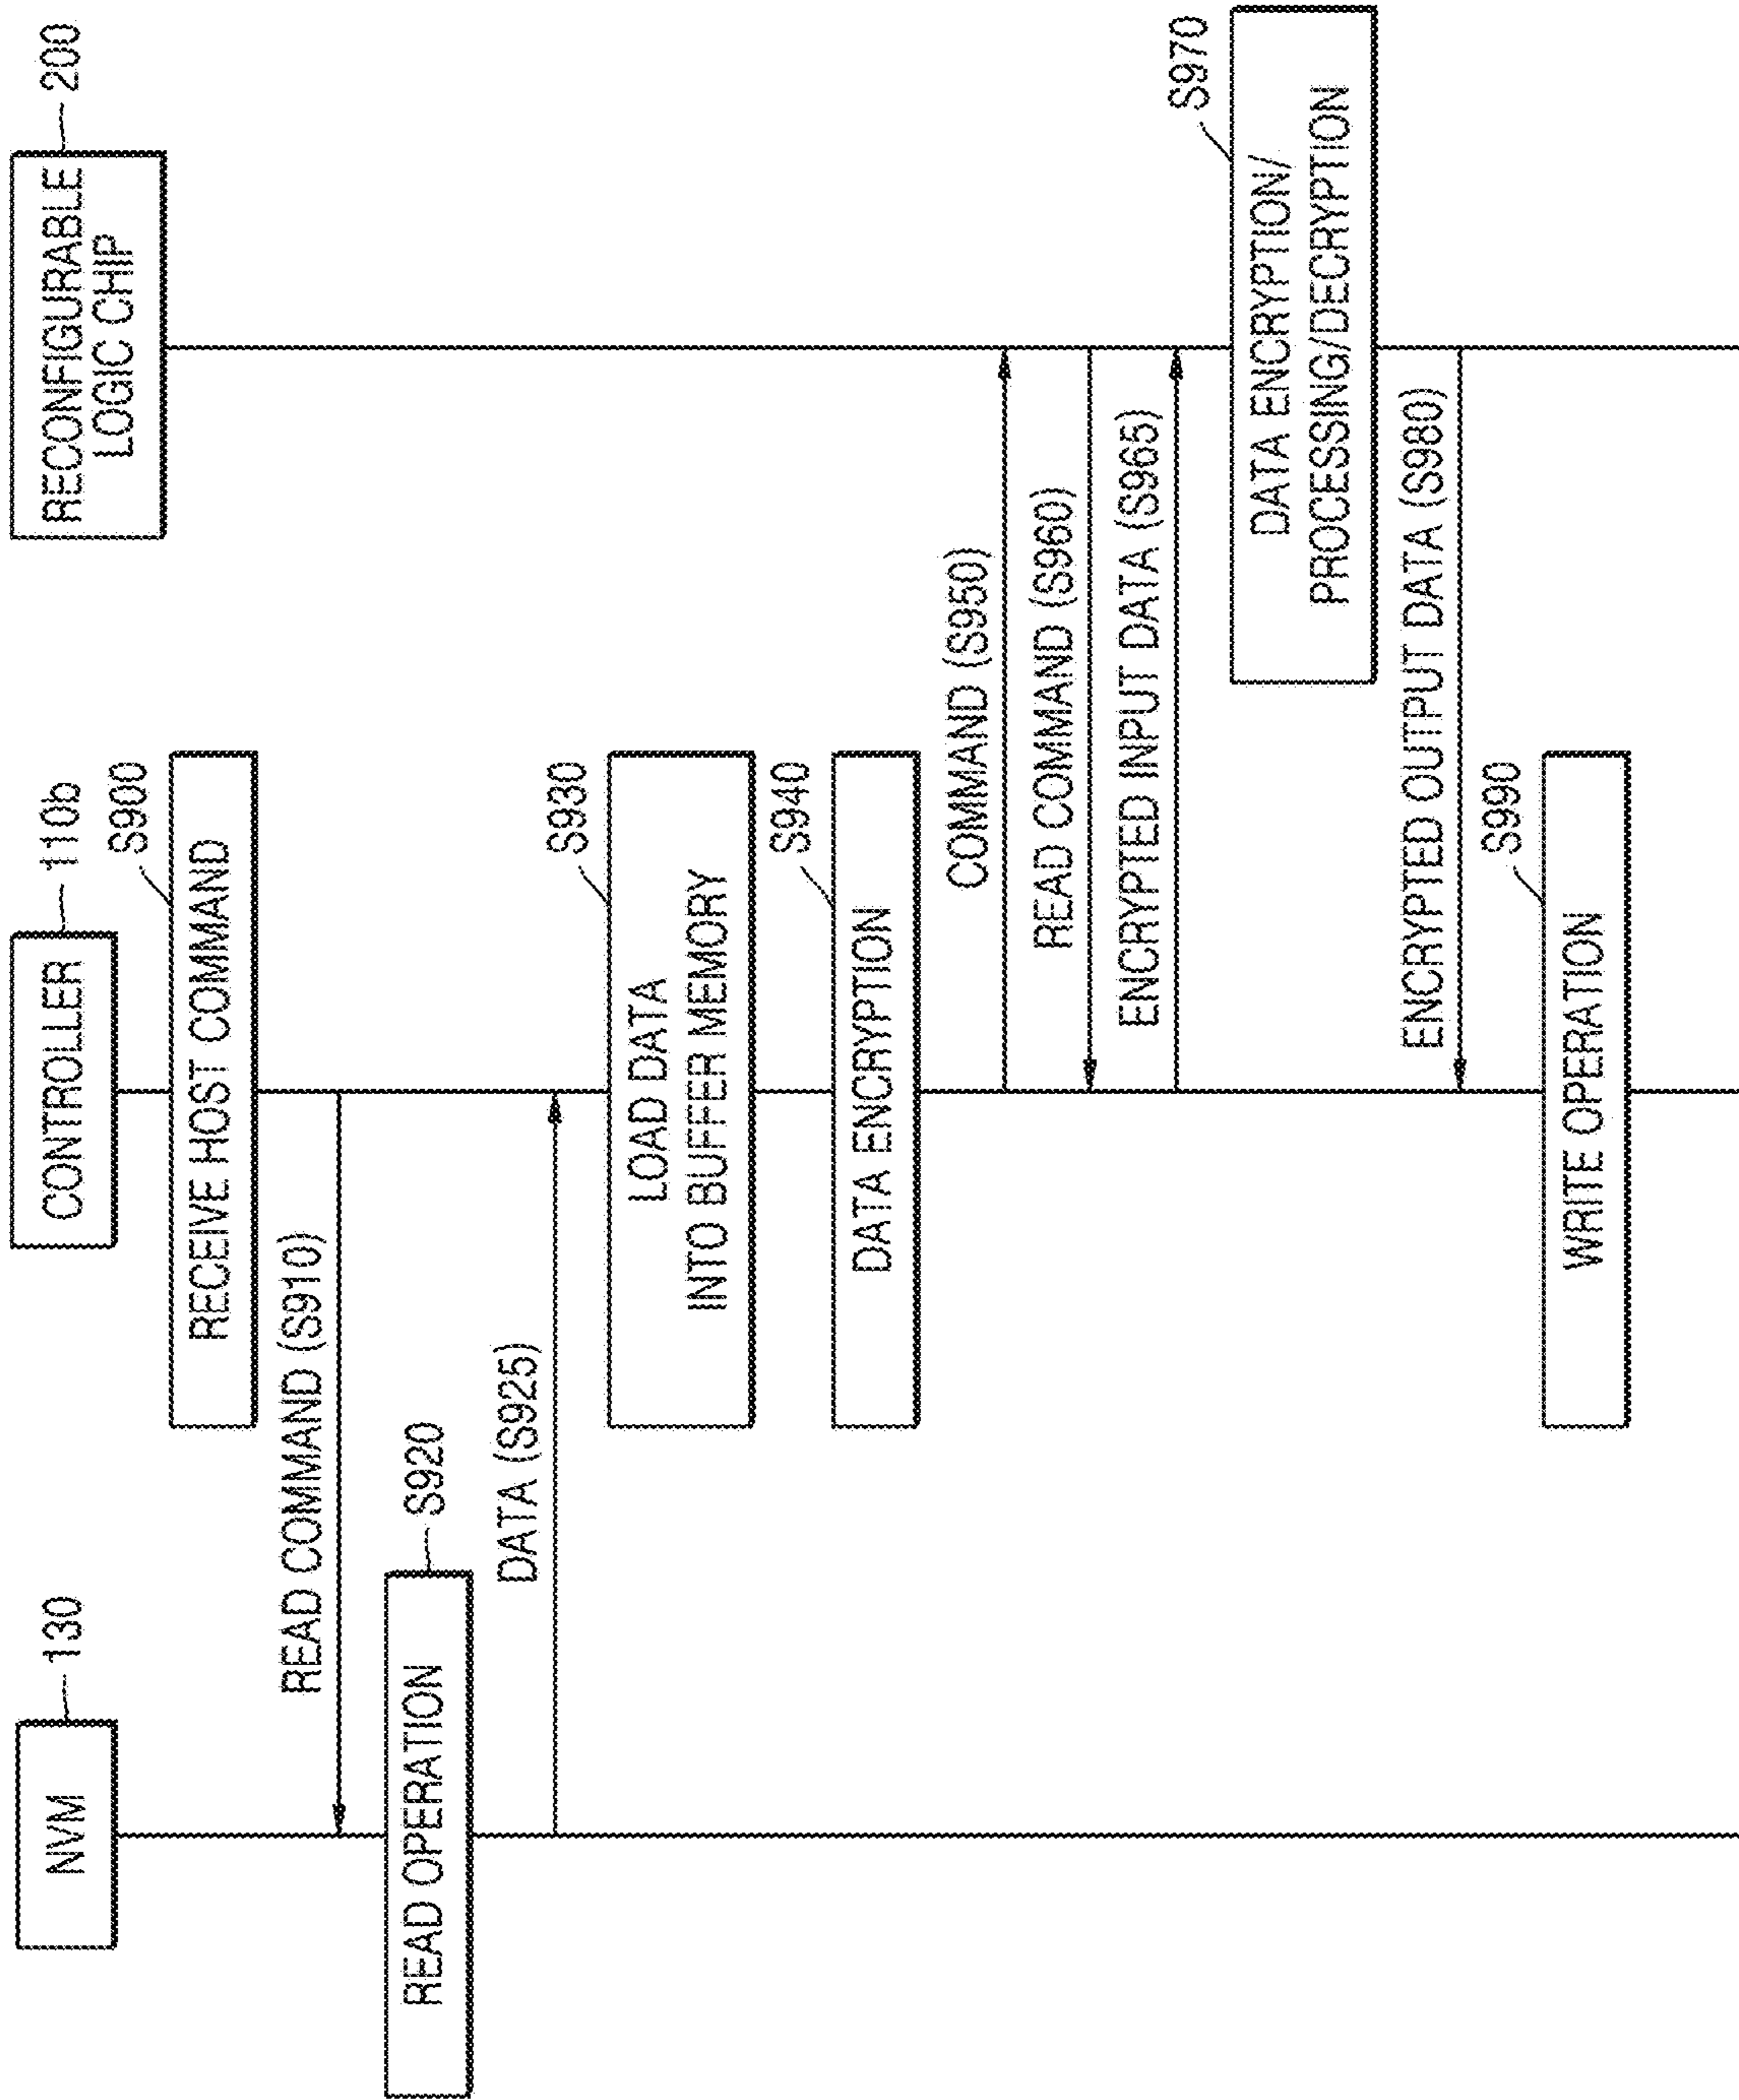 NVM
130
CONTROLLER
110b
RECONFIGURABLE
LOGIC CHIP
200
RECEIVE HOST COMMAND
S900
READ COMMAND (S910)
READ OPERATION
S920
DATA (S925)
LOAD DATA
INTO BUFFER MEMORY
S930
DATA ENCRYPTION
S940
COMMAND (S950)
READ COMMAND (S960)
ENCRYPTED INPUT DATA (S965)
DATA ENCRYPTION/
PROCESSING/DECRYPTION
S970
ENCRYPTED OUTPUT DATA (S980)
WRITE OPERATION
S990